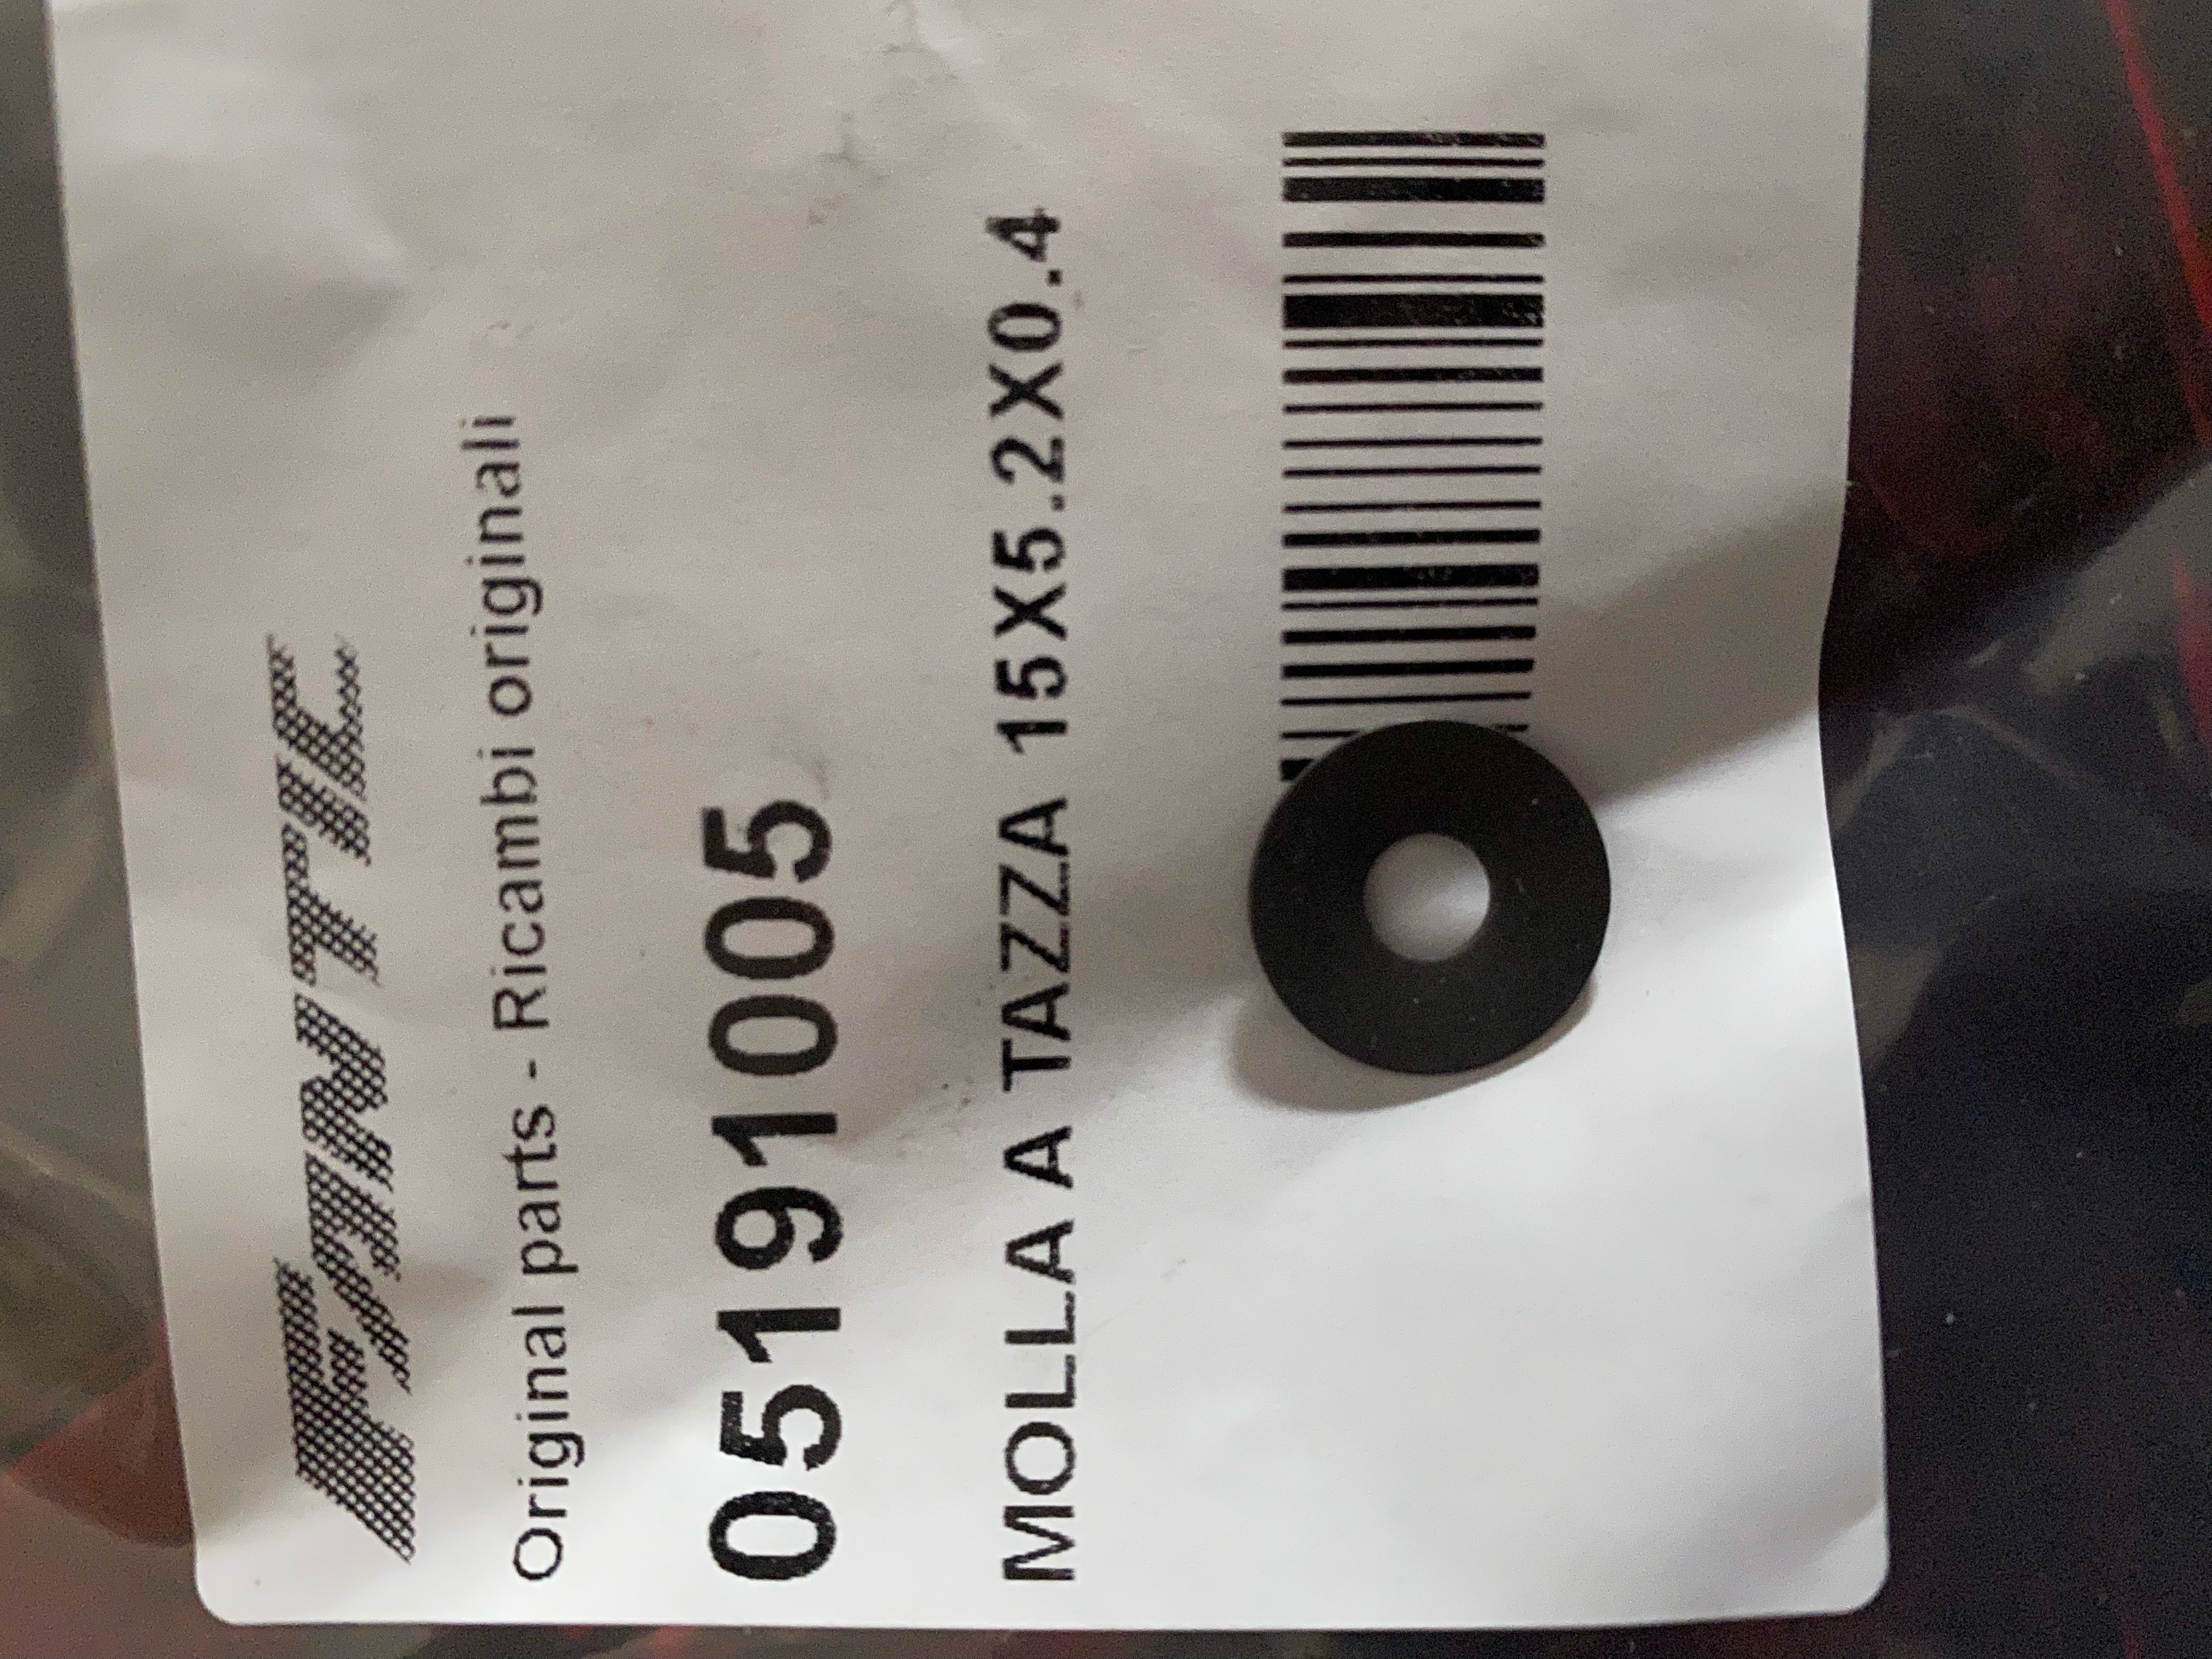 FANTIC
Original parts - Ricambi originali
05191005
MOLLA A TAZZA 15X5.2X0.4